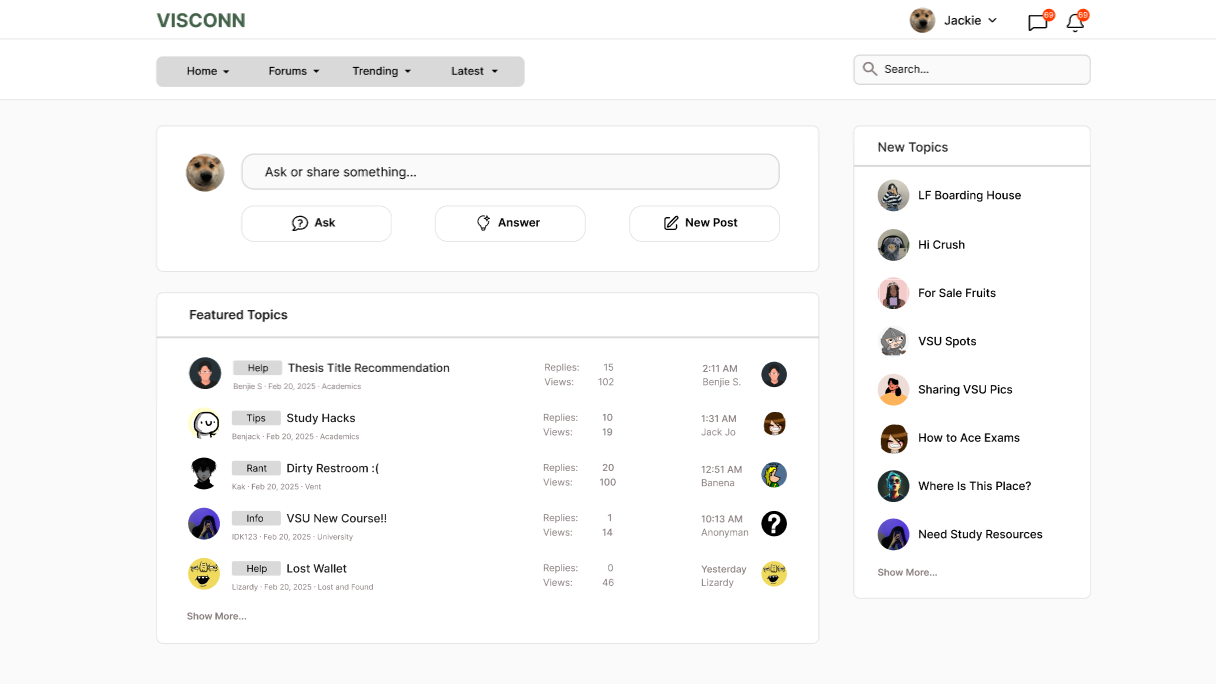 VISCONN
Jackie
69
69
Home
Forums
Trending
Latest
Search...
Ask or share something...
Ask
Answer
New Post
Featured Topics
Help Thesis Title Recommendation
Benjie S · Feb 20, 2025 · Academics
Replies: 15
Views: 102
2:11 AM
Benjie S.
Tips Study Hacks
Benjack · Feb 20, 2025 · Academics
Replies: 10
Views: 19
1:31 AM
Jack Jo
Rant Dirty Restroom :(
Kak · Feb 20, 2025 · Vent
Replies: 20
Views: 100
12:51 AM
Banena
Info VSU New Course!!
IDK123 · Feb 20, 2025 · University
Replies: 1
Views: 14
10:13 AM
Anonyman
?
Help Lost Wallet
Lizardy · Feb 20, 2025 · Lost and Found
Replies: 0
Views: 46
Yesterday
Lizardy
Show More...
New Topics
LF Boarding House
Hi Crush
For Sale Fruits
VSU Spots
Sharing VSU Pics
How to Ace Exams
Where Is This Place?
Need Study Resources
Show More...